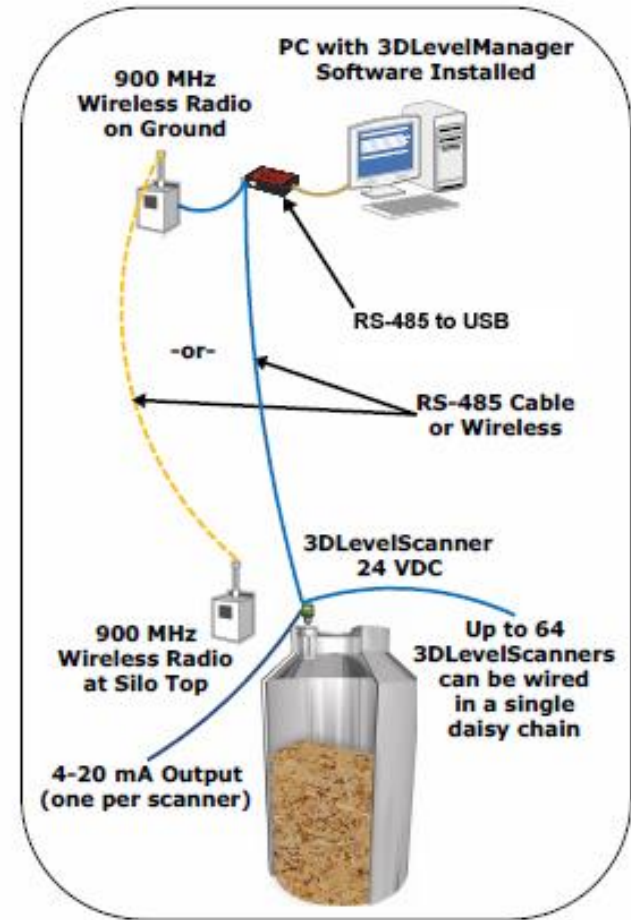 PC with 3DLevelManager
Software Installed
900 MHz
Wireless Radio
on Ground
RS-485 to USB
-or-
RS-485 Cable
or Wireless
3DLevelScanner
24 VDC
900 MHz
Wireless Radio
at Silo Top
Up to 64
3DLevelScanners
can be wired
in a single
daisy chain
4-20 mA Output
(one per scanner)